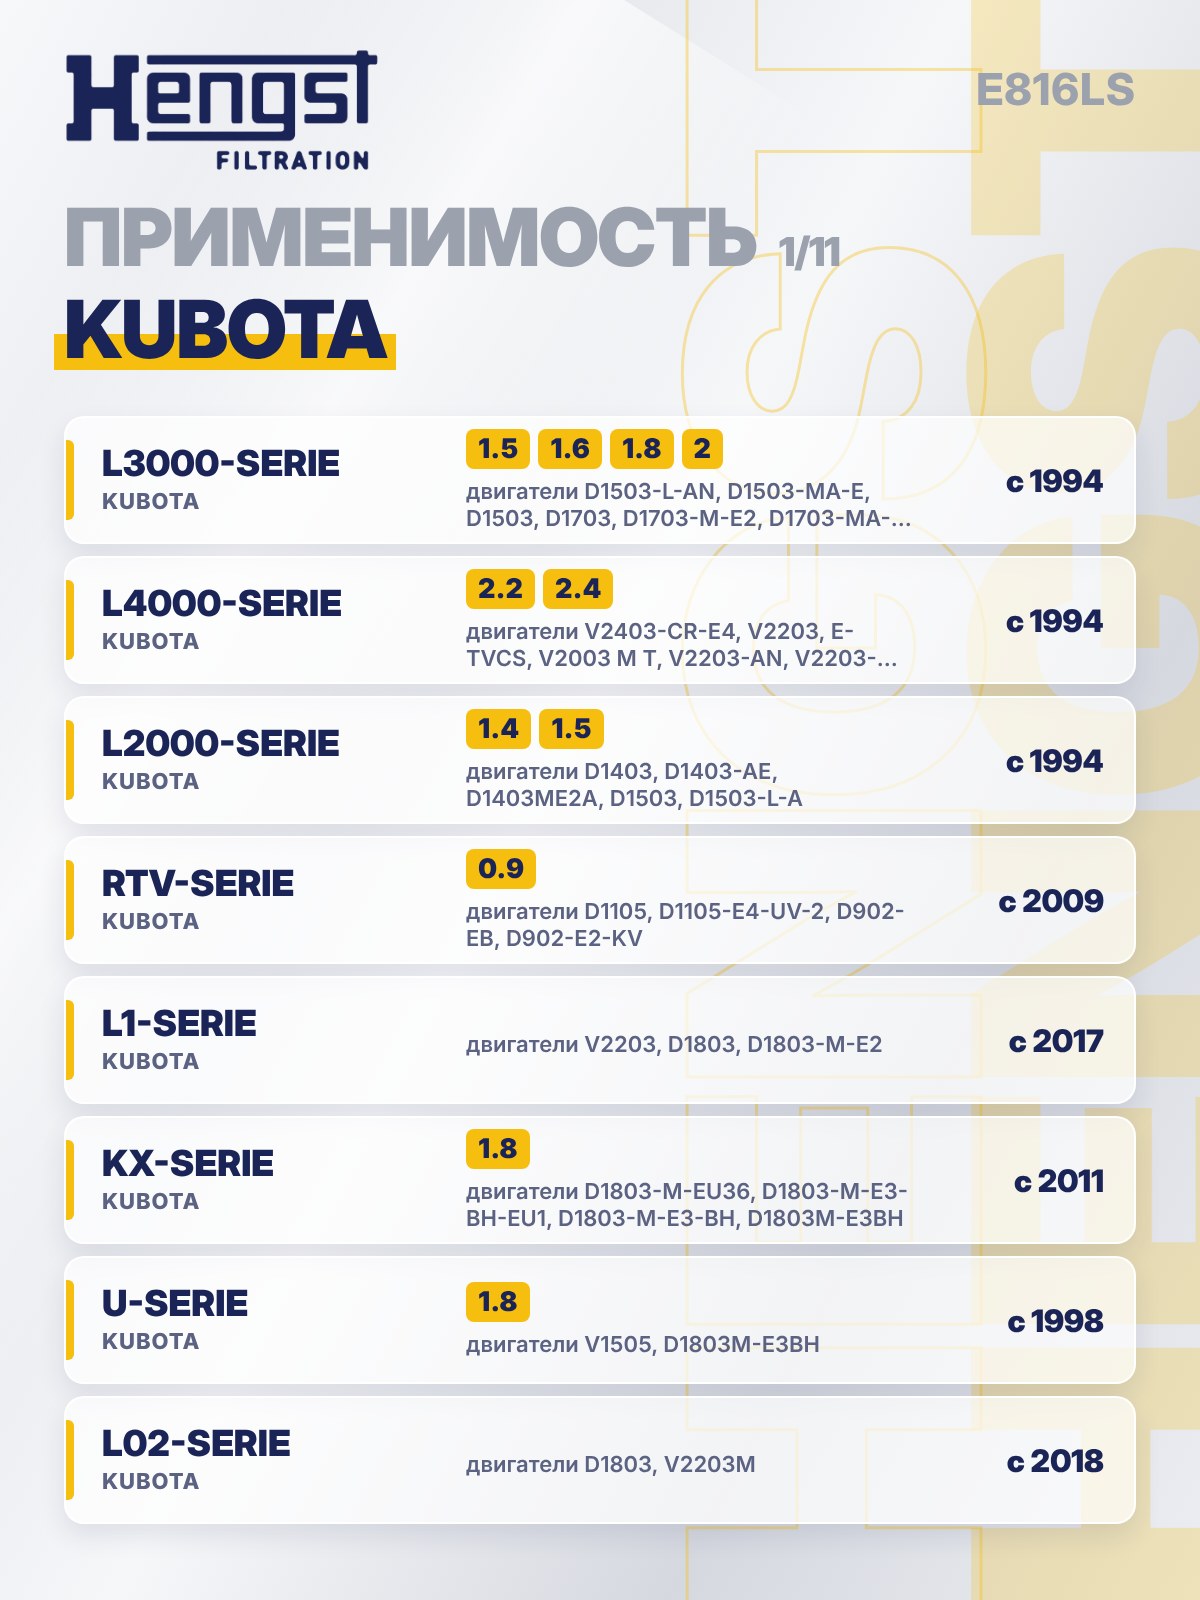 Hengst
FILTRATION
E816LS
ПРИМЕНИМОСТЬ 1/11
KUBOTA
L3000-SERIE
KUBOTA
1.5 1.6 1.8 2
двигатели D1503-L-AN, D1503-MA-E,
D1503, D1703, D1703-M-E2, D1703-MA-...
с 1994
L4000-SERIE
KUBOTA
2.2 2.4
двигатели V2403-CR-E4, V2203, E-
TVCS, V2003 M T, V2203-AN, V2203-...
с 1994
L2000-SERIE
KUBOTA
1.4 1.5
двигатели D1403, D1403-AE,
D1403ME2A, D1503, D1503-L-A
с 1994
RTV-SERIE
KUBOTA
0.9
двигатели D1105, D1105-E4-UV-2, D902-
EB, D902-E2-KV
с 2009
L1-SERIE
KUBOTA
двигатели V2203, D1803, D1803-M-E2
с 2017
KX-SERIE
KUBOTA
1.8
двигатели D1803-M-EU36, D1803-M-E3-
BH-EU1, D1803-M-E3-BH, D1803M-E3BH
с 2011
U-SERIE
KUBOTA
1.8
двигатели V1505, D1803M-E3BH
с 1998
L02-SERIE
KUBOTA
двигатели D1803, V2203M
с 2018
HENGST
HENGST